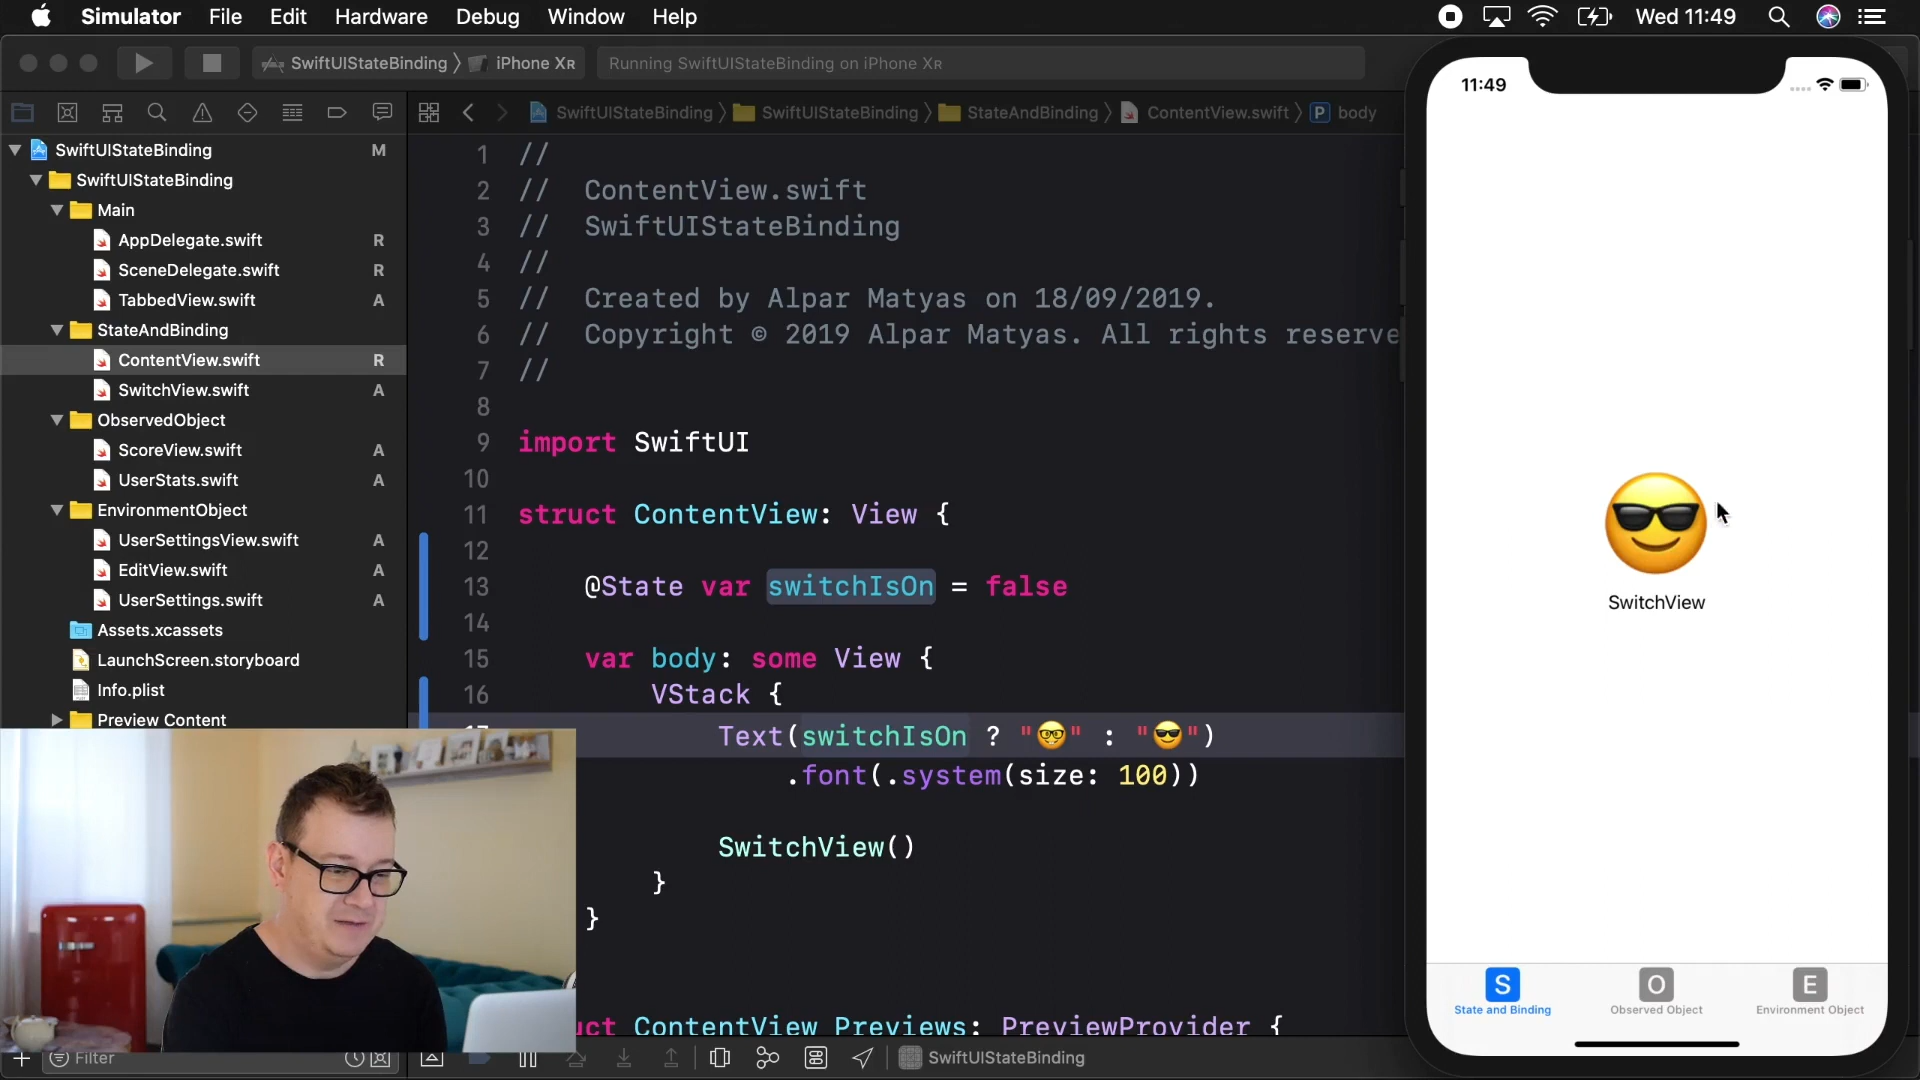 Simulator File Edit Hardware Debug Window Help Wed 11:49
SwiftUIStateBinding 〉 iPhone Xʀ Running SwiftUIStateBinding on iPhone Xʀ
SwiftUIStateBinding 〉 SwiftUIStateBinding 〉 StateAndBinding 〉 ContentView.swift 〉 P body
SwiftUIStateBinding M
SwiftUIStateBinding
Main
AppDelegate.swift R
SceneDelegate.swift R
TabbedView.swift A
StateAndBinding
ContentView.swift R
SwitchView.swift A
ObservedObject
ScoreView.swift A
UserStats.swift A
EnvironmentObject
UserSettingsView.swift A
EditView.swift A
UserSettings.swift A
Assets.xcassets
LaunchScreen.storyboard
Info.plist
Preview Content
Filter
1 //
2 // ContentView.swift
3 // SwiftUIStateBinding
4 //
5 // Created by Alpar Matyas on 18/09/2019.
6 // Copyright © 2019 Alpar Matyas. All rights reserve
7 //
8
9 import SwiftUI
10
11 struct ContentView: View {
12
13 @State var switchIsOn = false
14
15 var body: some View {
16 VStack {
Text(switchIsOn ? "🤓" : "😎")
.font(.system(size: 100))
SwitchView()
}
}
uct ContentView_Previews: PreviewProvider {
SwiftUIStateBinding
11:49
😎
SwitchView
S O E
State and Binding Observed Object Environment Object